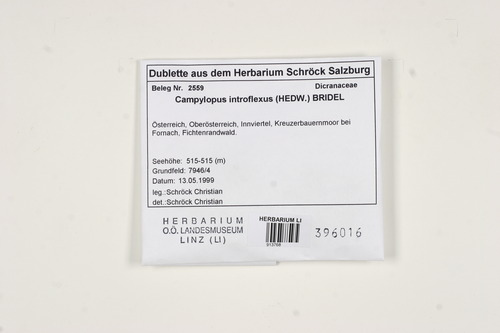 Dublette aus dem Herbarium Schröck Salzburg
Beleg Nr. 2559 Dicranaceae
Campylopus introflexus (HEDW.) BRIDEL
Österreich, Oberösterreich, Innviertel, Kreuzerbauernmoor bei
Fornach, Fichtenrandwald.
Seehöhe: 515-515 (m)
Grundfeld: 7946/4
Datum: 13.05.1999
leg.:Schröck Christian
det.:Schröck Christian
HERBARIUM
O.Ö. LANDESMUSEUM
LINZ (LI)
HERBARIUM LI
396016